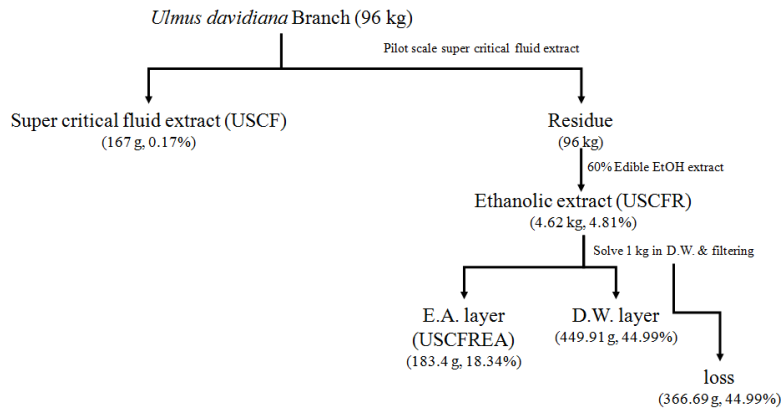 Ulmus davidiana Branch (96 kg)
Pilot scale super critical fluid extract
Super critical fluid extract (USCF)
(167 g, 0.17%)
Residue
(96 kg)
60% Edible EtOH extract
Ethanolic extract (USCFR)
(4.62 kg, 4.81%)
Solve 1 kg in D.W. & filtering
E.A. layer
(USCFREA)
(183.4 g, 18.34%)
D.W. layer
(449.91 g, 44.99%)
loss
(366.69 g, 44.99%)